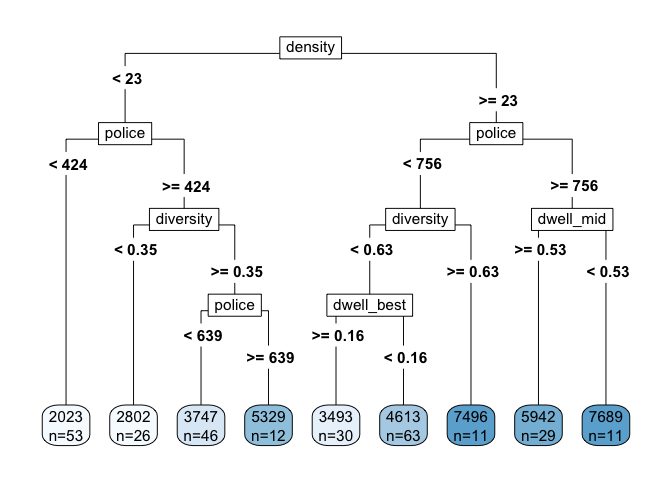 density
< 23
>= 23
police
police
< 424
< 756
>= 424
>= 756
diversity
diversity
dwell_mid
< 0.35
< 0.63
>= 0.53
>= 0.35
>= 0.63
< 0.53
police
dwell_best
< 639
>= 0.16
>= 639
< 0.16
2023
n=53
2802
n=26
3747
n=46
5329
n=12
3493
n=30
4613
n=63
7496
n=11
5942
n=29
7689
n=11